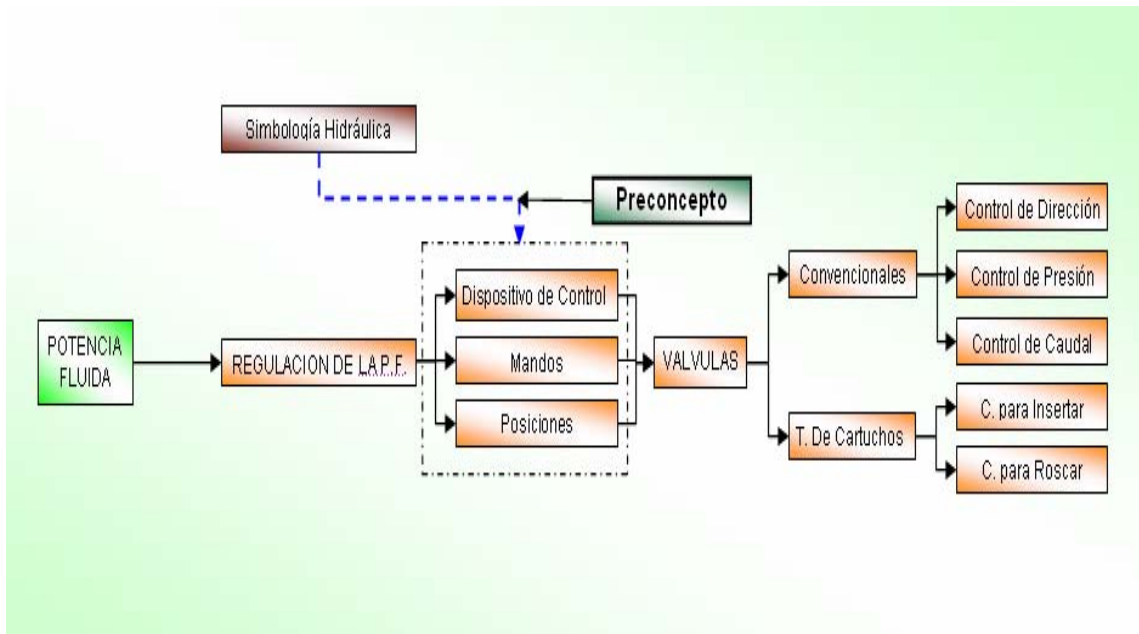 Simbología Hidráulica
Preconcepto
POTENCIA
FLUIDA
REGULACION DE LA P.F.
Dispositivo de Control
Mandos
Posiciones
VALVULAS
Convencionales
T. De Cartuchos
Control de Dirección
Control de Presión
Control de Caudal
C. para Insertar
C. para Roscar